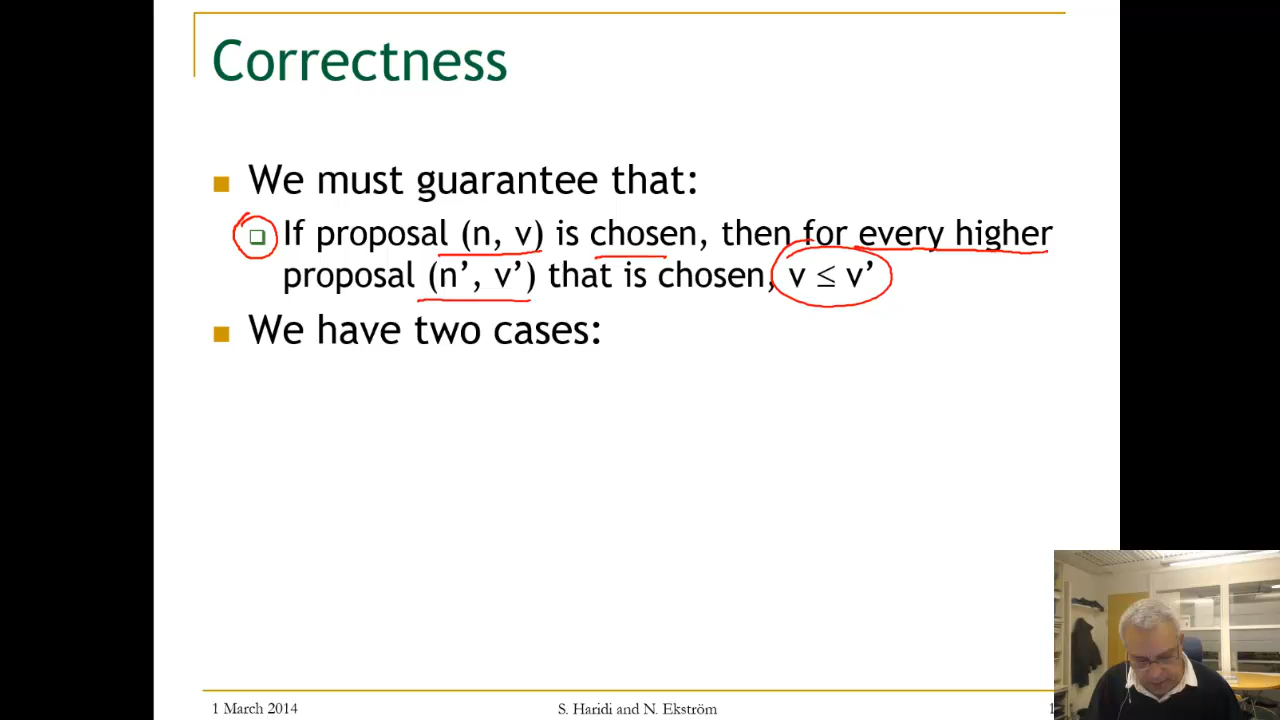 Correctness
We must guarantee that:
If proposal (n, v) is chosen, then for every higher
proposal (n’, v’) that is chosen, v ≤ v’
We have two cases:
1 March 2014
S. Haridi and N. Ekström